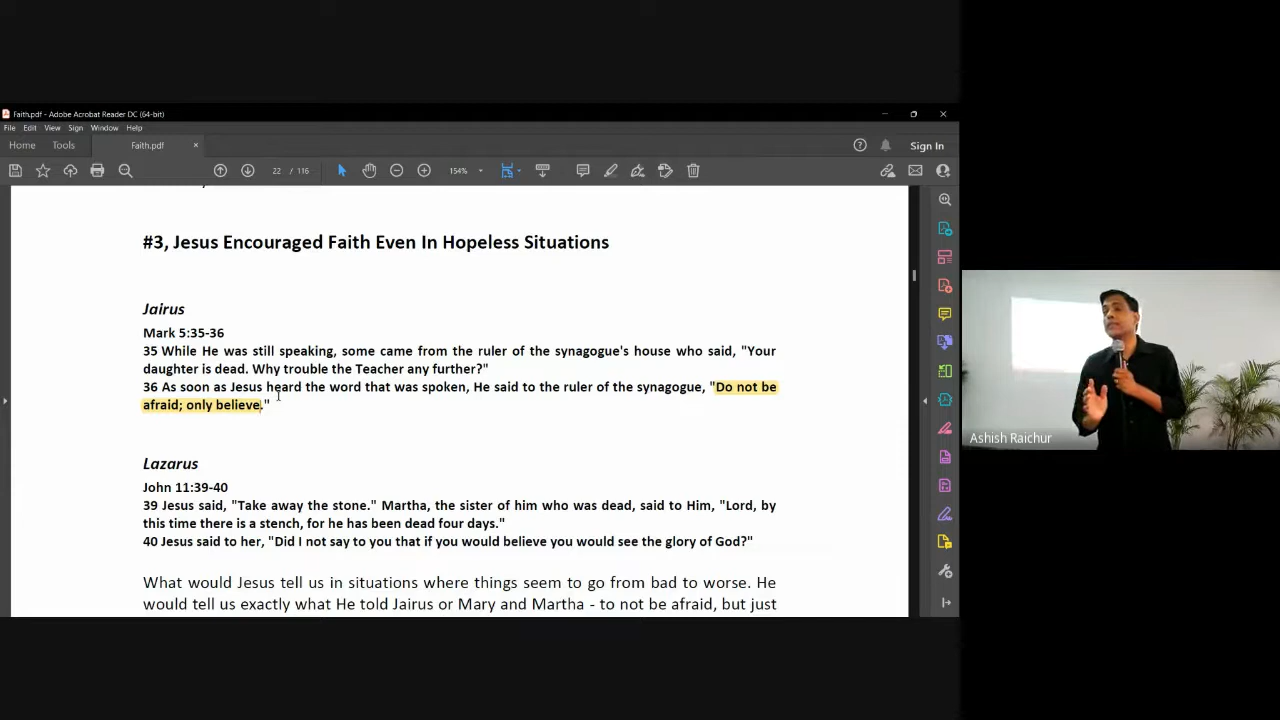 Faith.pdf - Adobe Acrobat Reader DC (64-bit)
File Edit View Sign Window Help
Home Tools Faith.pdf × Sign In
22 / 116 154%
#3, Jesus Encouraged Faith Even In Hopeless Situations
Jairus
Mark 5:35-36
35 While He was still speaking, some came from the ruler of the synagogue's house who said, "Your
daughter is dead. Why trouble the Teacher any further?"
36 As soon as Jesus heard the word that was spoken, He said to the ruler of the synagogue, "Do not be
afraid; only believe."
Lazarus
John 11:39-40
39 Jesus said, "Take away the stone." Martha, the sister of him who was dead, said to Him, "Lord, by
this time there is a stench, for he has been dead four days."
40 Jesus said to her, "Did I not say to you that if you would believe you would see the glory of God?"
What would Jesus tell us in situations where things seem to go from bad to worse. He
would tell us exactly what He told Jairus or Mary and Martha - to not be afraid, but just
Ashish Raichur